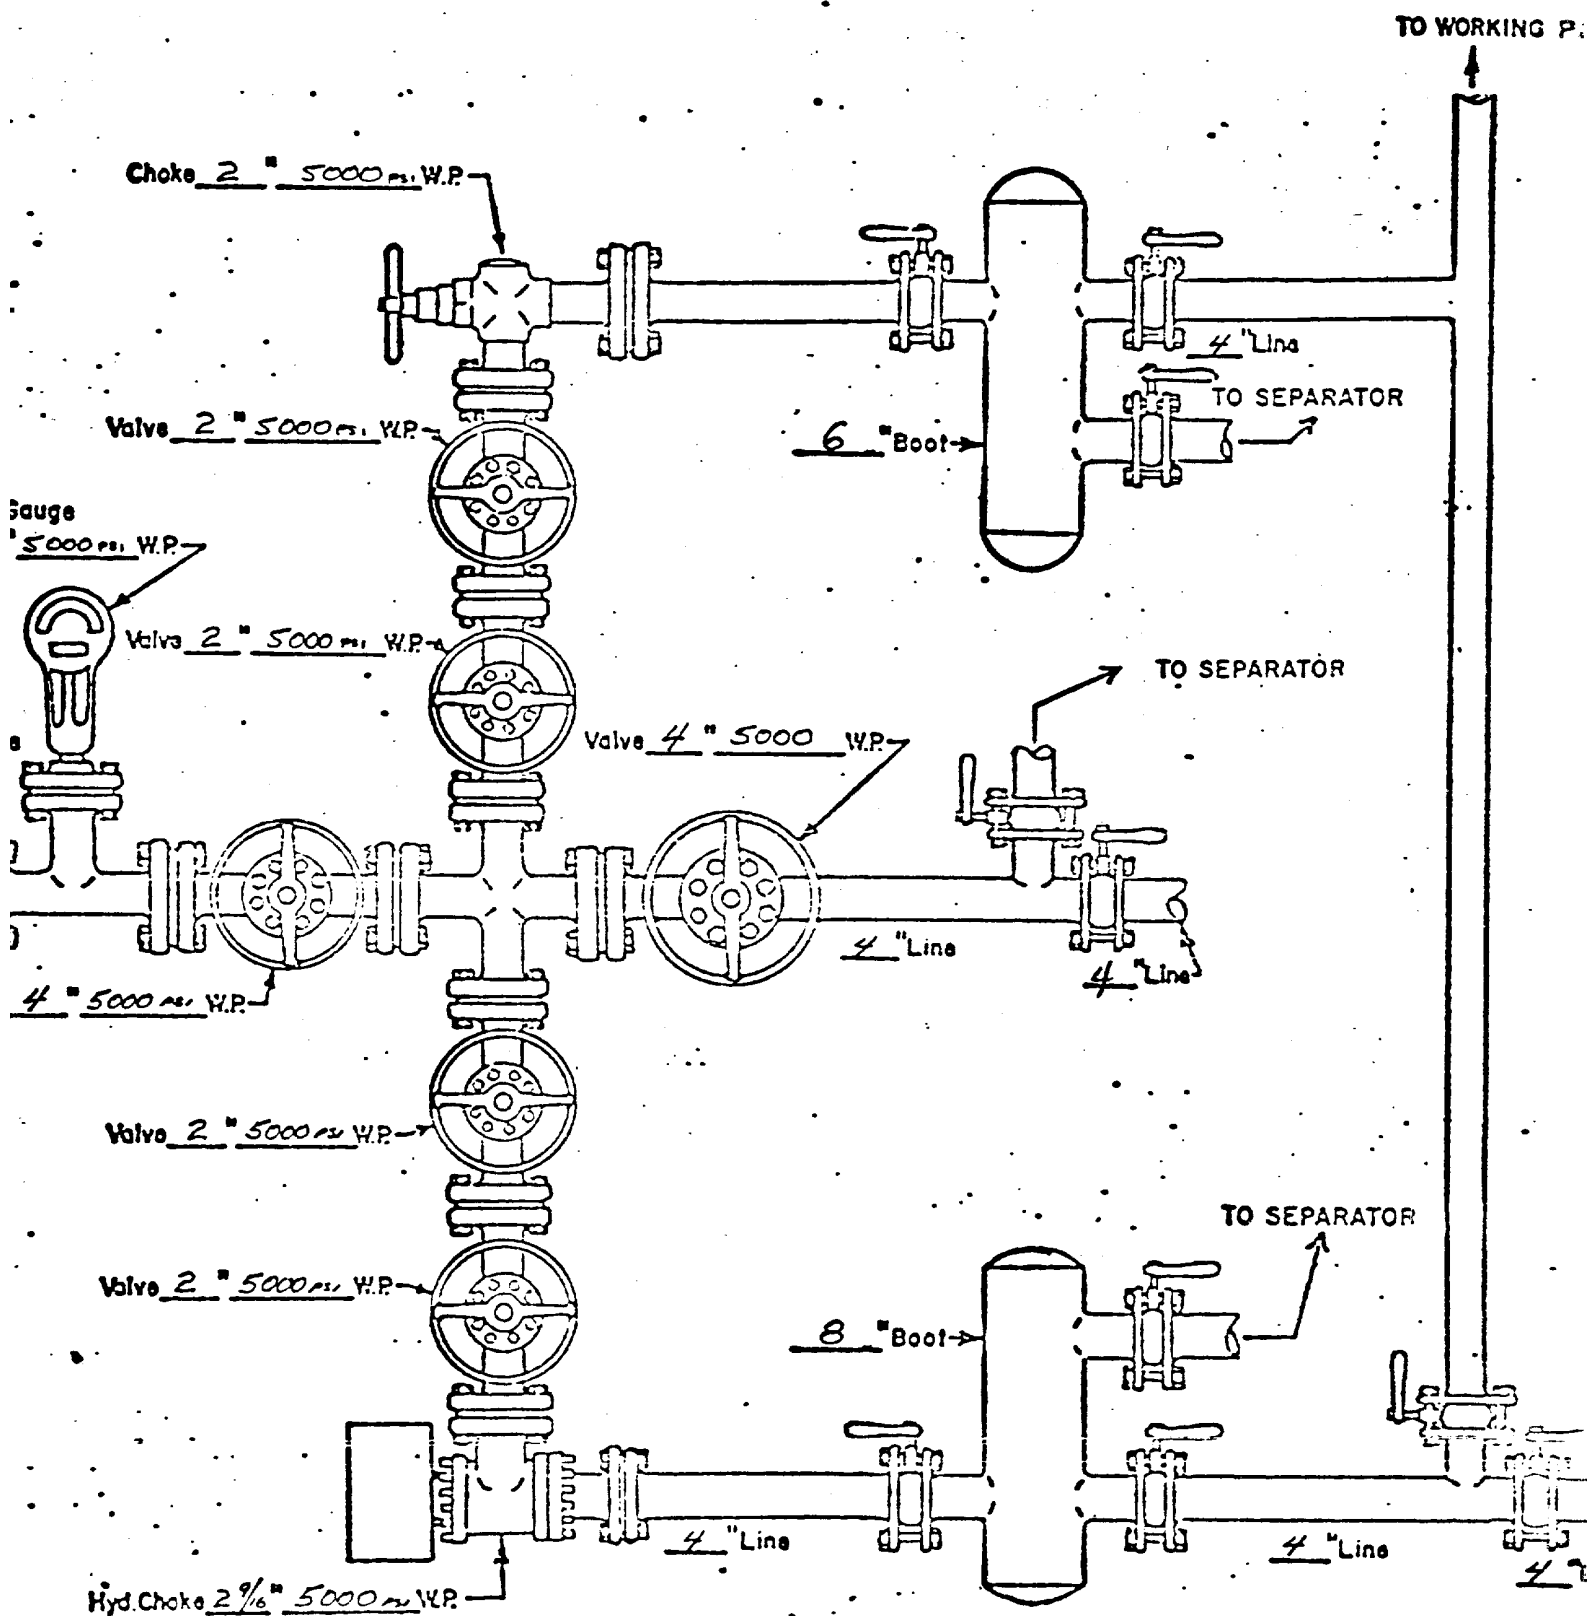 TO WORKING P
Choke 2 " 5000 PSI W.P.
4 "Line
TO SEPARATOR
Valve 2 " 5000 PSI W.P.
6 "Boot
Gauge
" 5000 PSI W.P.
Valve 2 " 5000 PSI W.P.
TO SEPARATOR
Valve 4 " 5000 W.P.
4 "Line
4 "Line
4 " 5000 PSI W.P.
Valve 2 " 5000 PSI W.P.
TO SEPARATOR
Valve 2 " 5000 PSI W.P.
8 "Boot
4 "Line
4 "Line
4 "L
Hyd. Choke 2 9/16 " 5000 PSI W.P.